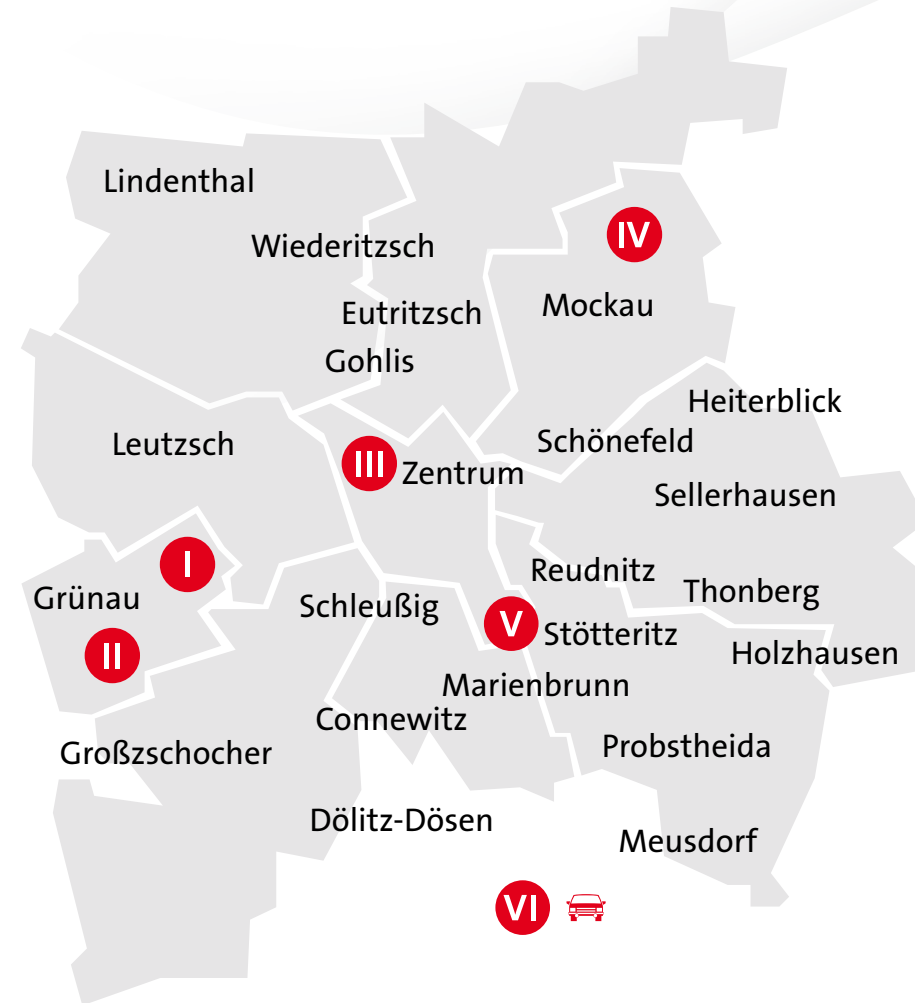 Lindenthal
IV
Wiederitzsch
Mockau
Eutritzsch
Gohlis
Heiterblick
Schönefeld
Leutzsch
III
Zentrum
Sellerhausen
I
Reudnitz
Thonberg
Grünau
Schleußig
V
Stötteritz
II
Holzhausen
Marienbrunn
Connewitz
Großzschocher
Probstheida
Dölitz-Dösen
Meusdorf
VI